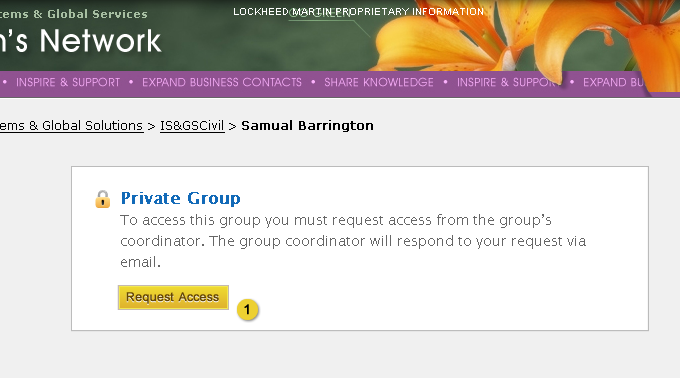 tems & Global Services
LOCKHEED MARTIN PROPRIETARY INFORMATION
n’s Network
• INSPIRE & SUPPORT • EXPAND BUSINESS CONTACTS • SHARE KNOWLEDGE • INSPIRE & SUPPORT • EXPAND BU
ems & Global Solutions > IS&GSCivil > Samual Barrington
Private Group
To access this group you must request access from the group’s
coordinator. The group coordinator will respond to your request via
email.
Request Access
1